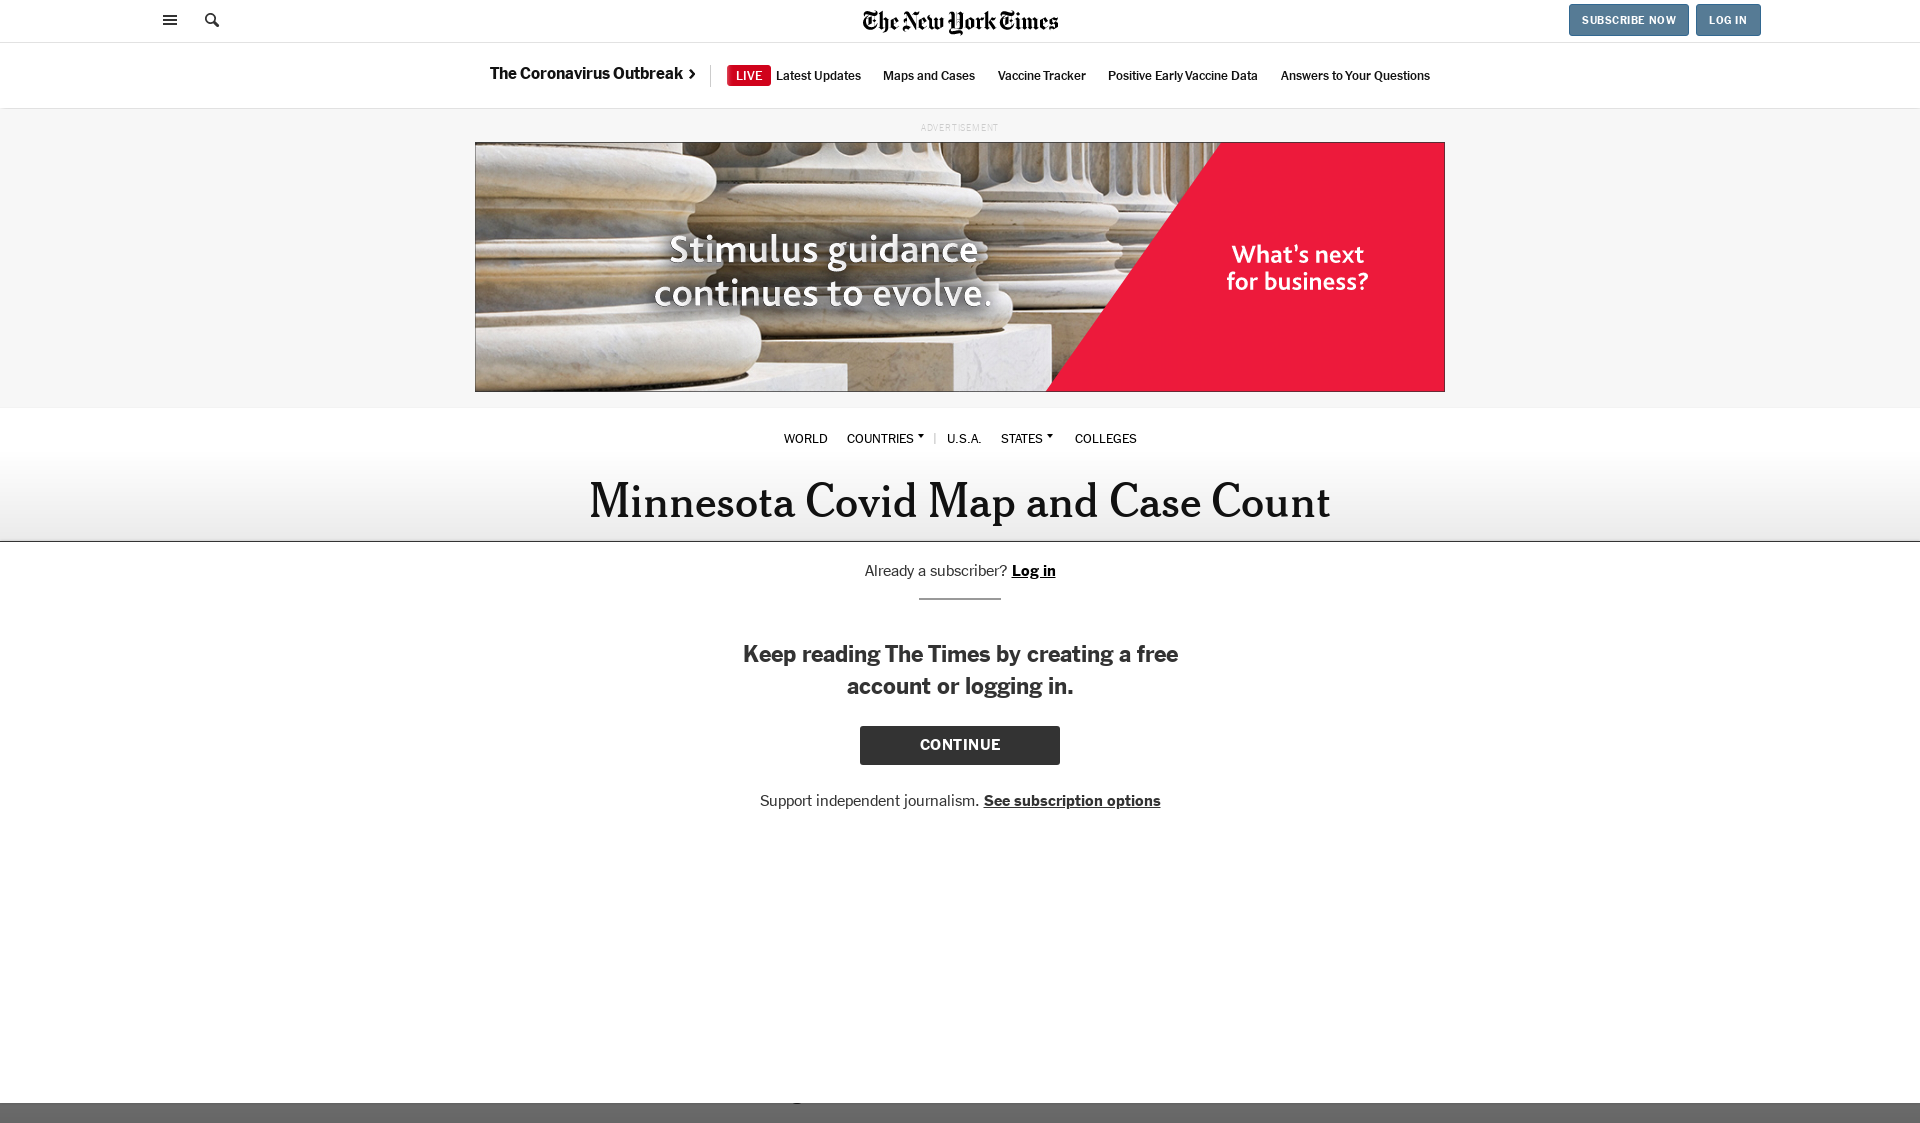 The New York Times
SUBSCRIBE NOW
LOG IN
The Coronavirus Outbreak
LIVE Latest Updates
Maps and Cases
Vaccine Tracker
Positive Early Vaccine Data
Answers to Your Questions
ADVERTISEMENT
Stimulus guidance
continues to evolve.
What's next
for business?
WORLD
COUNTRIES
U.S.A.
STATES
COLLEGES
Minnesota Covid Map and Case Count
Already a subscriber? Log in
Keep reading The Times by creating a free
account or logging in.
CONTINUE
Support independent journalism. See subscription options